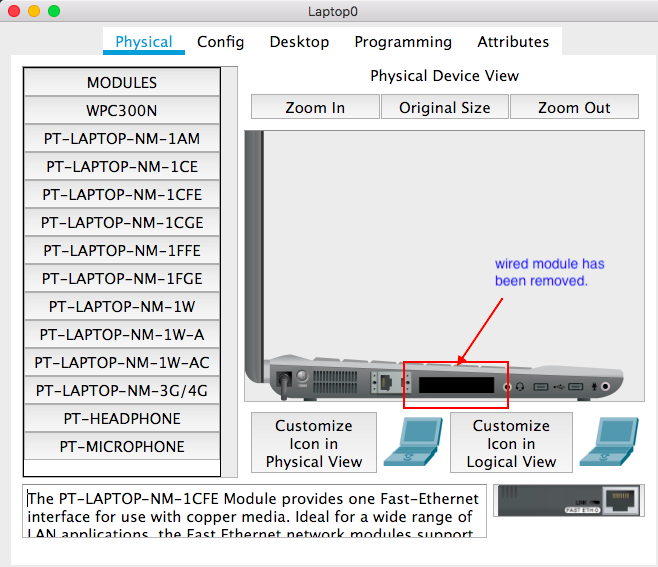 Laptop0
Physical Config Desktop Programming Attributes
MODULES
WPC300N
PT-LAPTOP-NM-1AM
PT-LAPTOP-NM-1CE
PT-LAPTOP-NM-1CFE
PT-LAPTOP-NM-1CGE
PT-LAPTOP-NM-1FFE
PT-LAPTOP-NM-1FGE
PT-LAPTOP-NM-1W
PT-LAPTOP-NM-1W-A
PT-LAPTOP-NM-1W-AC
PT-LAPTOP-NM-3G/4G
PT-HEADPHONE
PT-MICROPHONE
Physical Device View
Zoom In Original Size Zoom Out
wired module has
been removed.
Customize
Icon in
Physical View
Customize
Icon in
Logical View
The PT-LAPTOP-NM-1CFE Module provides one Fast-Ethernet
interface for use with copper media. Ideal for a wide range of
LAN applications, the Fast Ethernet network modules support
LINK
FAST ETH 0